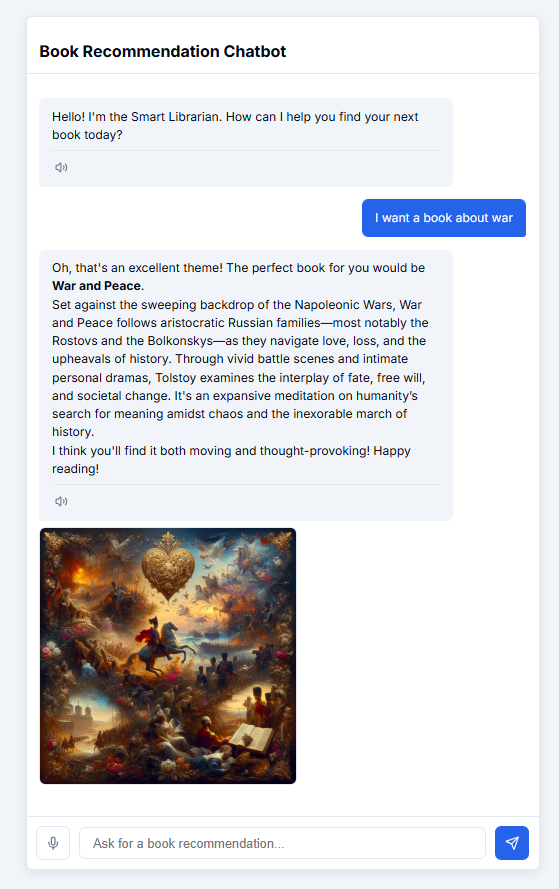 Book Recommendation Chatbot
Hello! I'm the Smart Librarian. How can I help you find your next
book today?
I want a book about war
Oh, that's an excellent theme! The perfect book for you would be
War and Peace.
Set against the sweeping backdrop of the Napoleonic Wars, War
and Peace follows aristocratic Russian families—most notably the
Rostovs and the Bolkonskys—as they navigate love, loss, and the
upheavals of history. Through vivid battle scenes and intimate
personal dramas, Tolstoy examines the interplay of fate, free will,
and societal change. It's an expansive meditation on humanity’s
search for meaning amidst chaos and the inexorable march of
history.
I think you'll find it both moving and thought-provoking! Happy
reading!
Ask for a book recommendation...